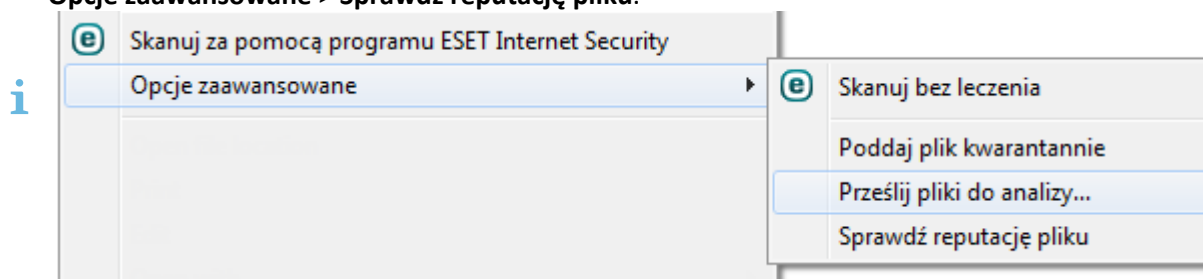 Opcje zaawansowane > Sprawdź reputację pliku.
Skanuj za pomocą programu ESET Internet Security
Opcje zaawansowane
Skanuj bez leczenia
Poddaj plik kwarantannie
Prześlij pliki do analizy...
Sprawdź reputację pliku